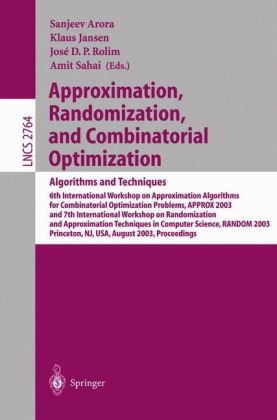 Sanjeev Arora
Klaus Jansen
José D. P. Rolim
Amit Sahai (Eds.)
LNCS 2764
Approximation,
Randomization,
and Combinatorial
Optimization
Algorithms and Techniques
6th International Workshop on Approximation Algorithms
for Combinatorial Optimization Problems, APPROX 2003
and 7th International Workshop on Randomization
and Approximation Techniques in Computer Science, RANDOM 2003
Princeton, NJ, USA, August 2003, Proceedings
Springer